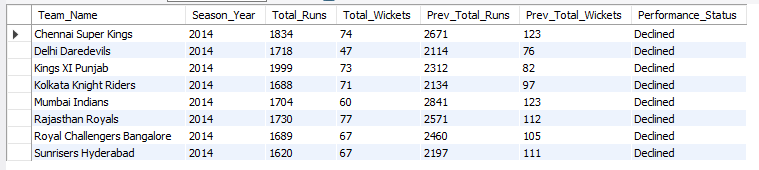 Team_Name Season_Year Total_Runs Total_Wickets Prev_Total_Runs Prev_Total_Wickets Performance_Status
Chennai Super Kings 2014 1834 74 2671 123 Declined
Delhi Daredevils 2014 1718 47 2114 76 Declined
Kings XI Punjab 2014 1999 73 2312 82 Declined
Kolkata Knight Riders 2014 1688 71 2134 97 Declined
Mumbai Indians 2014 1704 60 2841 123 Declined
Rajasthan Royals 2014 1730 77 2571 112 Declined
Royal Challengers Bangalore 2014 1689 67 2460 105 Declined
Sunrisers Hyderabad 2014 1620 67 2197 111 Declined